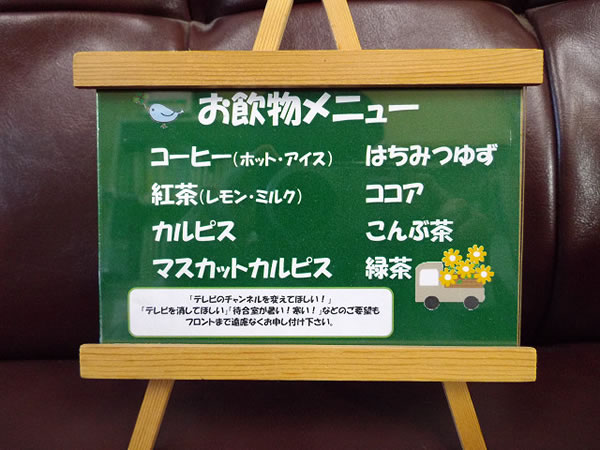 お飲物メニュー
コーヒー(ホット・アイス)
紅茶(レモン・ミルク)
カルピス
マスカットカルピス
はちみつゆず
ココア
こんぶ茶
緑茶
「テレビのチャンネルを変えてほしい！」
「テレビを消してほしい」「待合室が暑い！寒い！」などのご要望も
フロントまで遠慮なくお申し付け下さい。